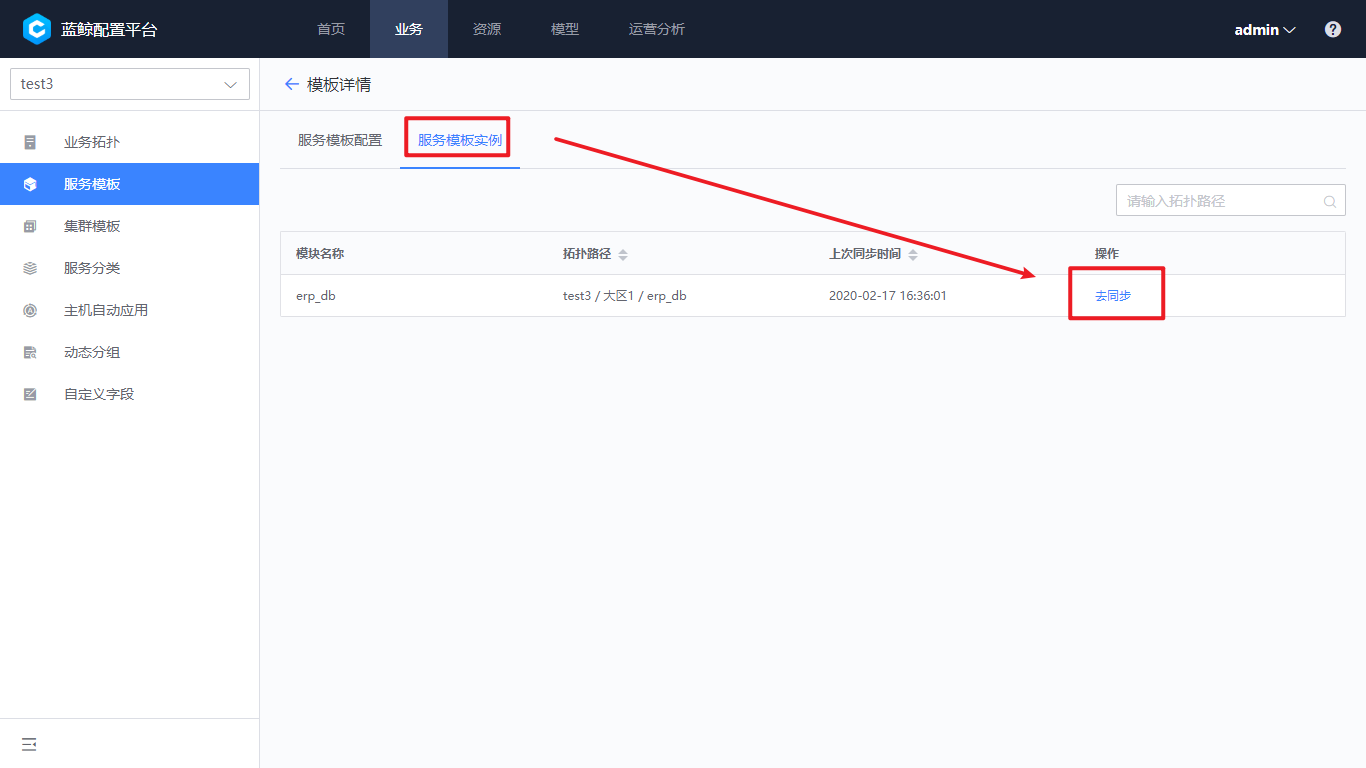 蓝鲸配置平台
首页
业务
资源
模型
运营分析
admin
test3
模板详情
业务拓扑
服务模板
集群模板
服务分类
主机自动应用
动态分组
自定义字段
服务模板配置
服务模板实例
请输入拓扑路径
模块名称 拓扑路径 上次同步时间 操作
erp_db test3 / 大区1 / erp_db 2020-02-17 16:36:01 去同步